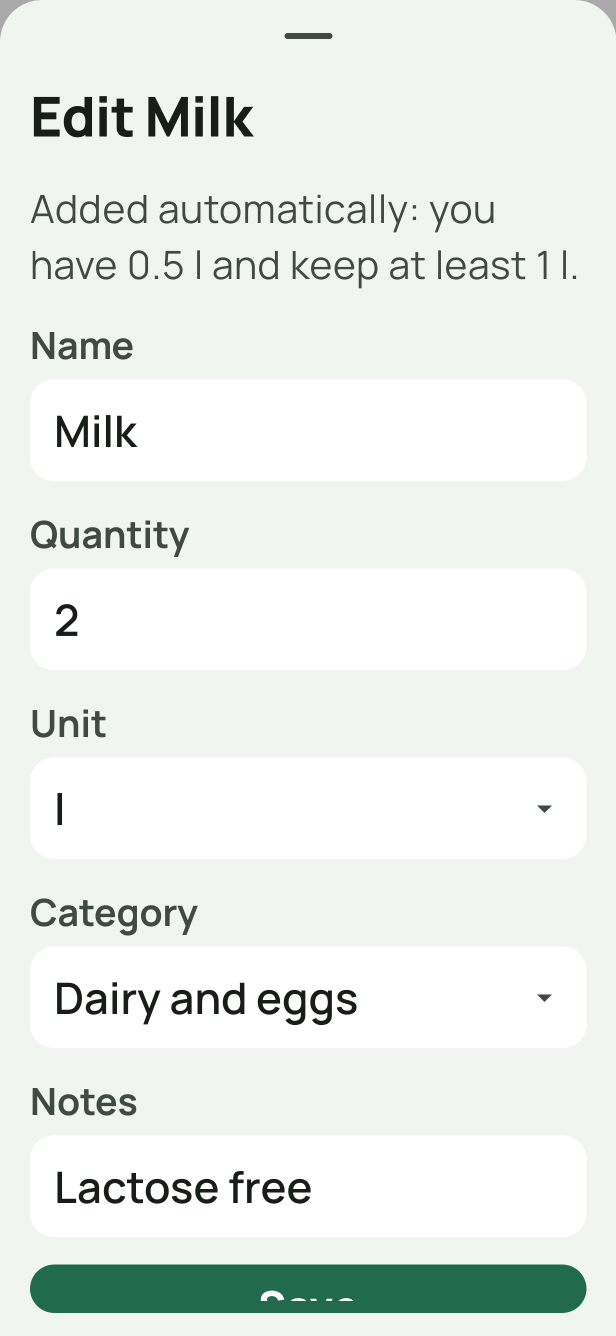 Edit Milk
Added automatically: you
have 0.5 l and keep at least 1 l.
Name
Milk
Quantity
2
Unit
l
Category
Dairy and eggs
Notes
Lactose free
Save